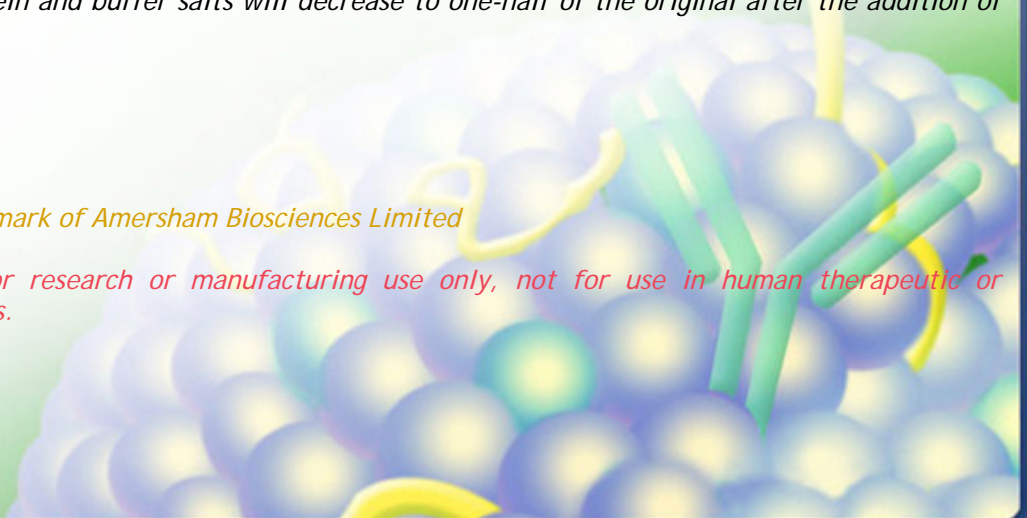 ein and buffer salts will decrease to one-half of the original after the addition of
mark of Amersham Biosciences Limited
or research or manufacturing use only, not for use in human therapeutic or
s.